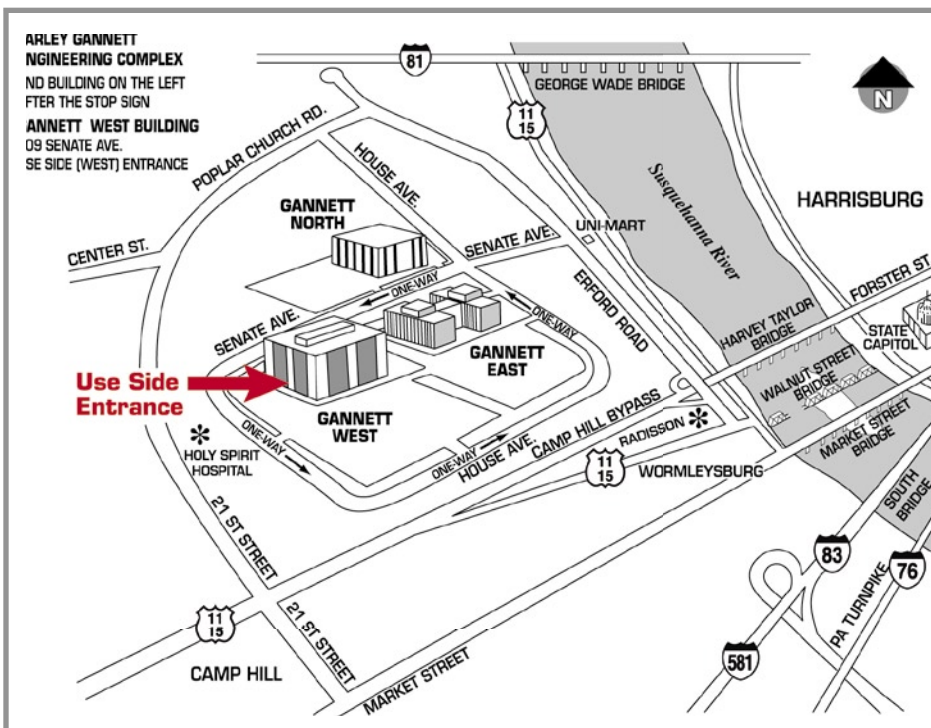 ARLEY GANNETT
NGINEERING COMPLEX
ND BUILDING ON THE LEFT
FTER THE STOP SIGN
ANNETT WEST BUILDING
09 SENATE AVE.
SE SIDE (WEST) ENTRANCE
81
GEORGE WADE BRIDGE
N
11
15
POPLAR CHURCH RD.
HOUSE AVE.
Susquehanna River
HARRISBURG
GANNETT
NORTH
CENTER ST.
SENATE AVE.
UNI-MART
ERFORD ROAD
FORSTER ST.
ONE-WAY
ONE-WAY
SENATE AVE.
HARVEY TAYLOR
BRIDGE
STATE
CAPITOL
GANNETT
EAST
WALNUT STREET
BRIDGE
Use Side
Entrance
GANNETT
WEST
CAMP HILL BYPASS
RADISSON
MARKET STREET
BRIDGE
HOLY SPIRIT
HOSPITAL
ONE-WAY
ONE-WAY
HOUSE AVE.
11
15
WORMLEYSBURG
SOUTH
BRIDGE
21 ST STREET
83
76
PA TURNPIKE
11
15
21 ST STREET
CAMP HILL
MARKET STREET
581